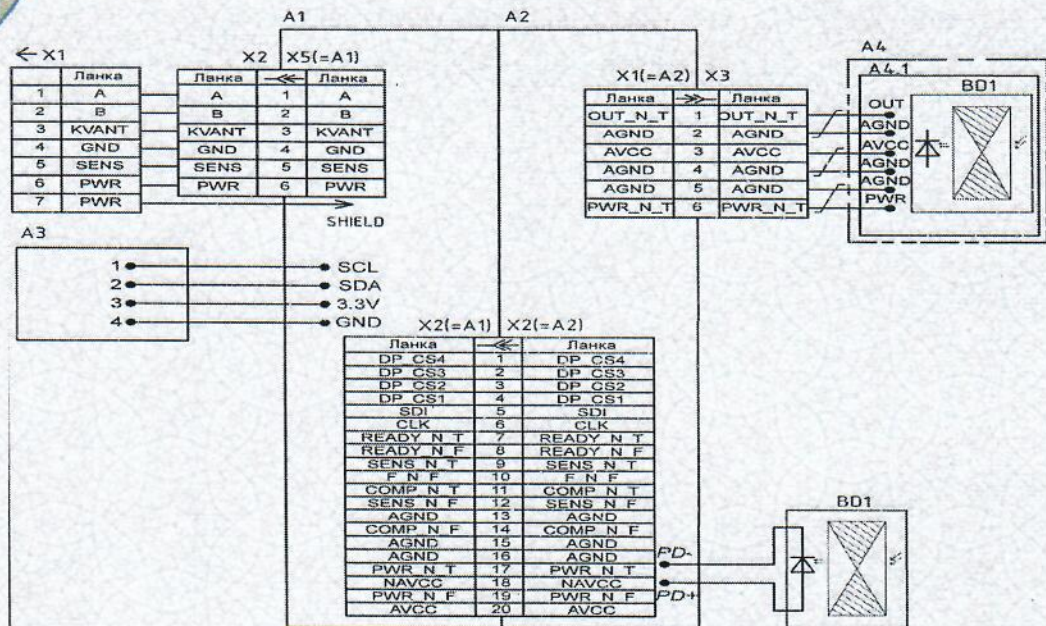 A1 A2
← X1
Ланка
1 A
2 B
3 KVANT
4 GND
5 SENS
6 PWR
7 PWR
X2 X5(=A1)
Ланка Ланка
A 1 A
B 2 B
KVANT 3 KVANT
GND 4 GND
SENS 5 SENS
PWR 6 PWR
SHIELD
X1(=A2) X3
Ланка Ланка
OUT_N_T 1 OUT_N_T
AGND 2 AGND
AVCC 3 AVCC
AGND 4 AGND
AGND 5 AGND
PWR_N_T 6 PWR_N_T
A4
A4.1
BD1
OUT
AGND
AVCC
AGND
AGND
PWR
A3
1 SCL
2 SDA
3 3.3V
4 GND
X2(=A1) X2(=A2)
Ланка Ланка
DP_CS4 1 DP_CS4
DP_CS3 2 DP_CS3
DP_CS2 3 DP_CS2
DP_CS1 4 DP_CS1
SDI 5 SDI
CLK 6 CLK
READY_N_T 7 READY_N_T
READY_N_F 8 READY_N_F
SENS_N_T 9 SENS_N_T
F_N_F 10 F_N_F
COMP_N_T 11 COMP_N_T
SENS_N_F 12 SENS_N_F
AGND 13 AGND
COMP_N_F 14 COMP_N_F
AGND 15 AGND
AGND 16 AGND
PWR_N_T 17 PWR_N_T
NAVCC 18 NAVCC
PWR_N_F 19 PWR_N_F
AVCC 20 AVCC
PD-
PD+
BD1